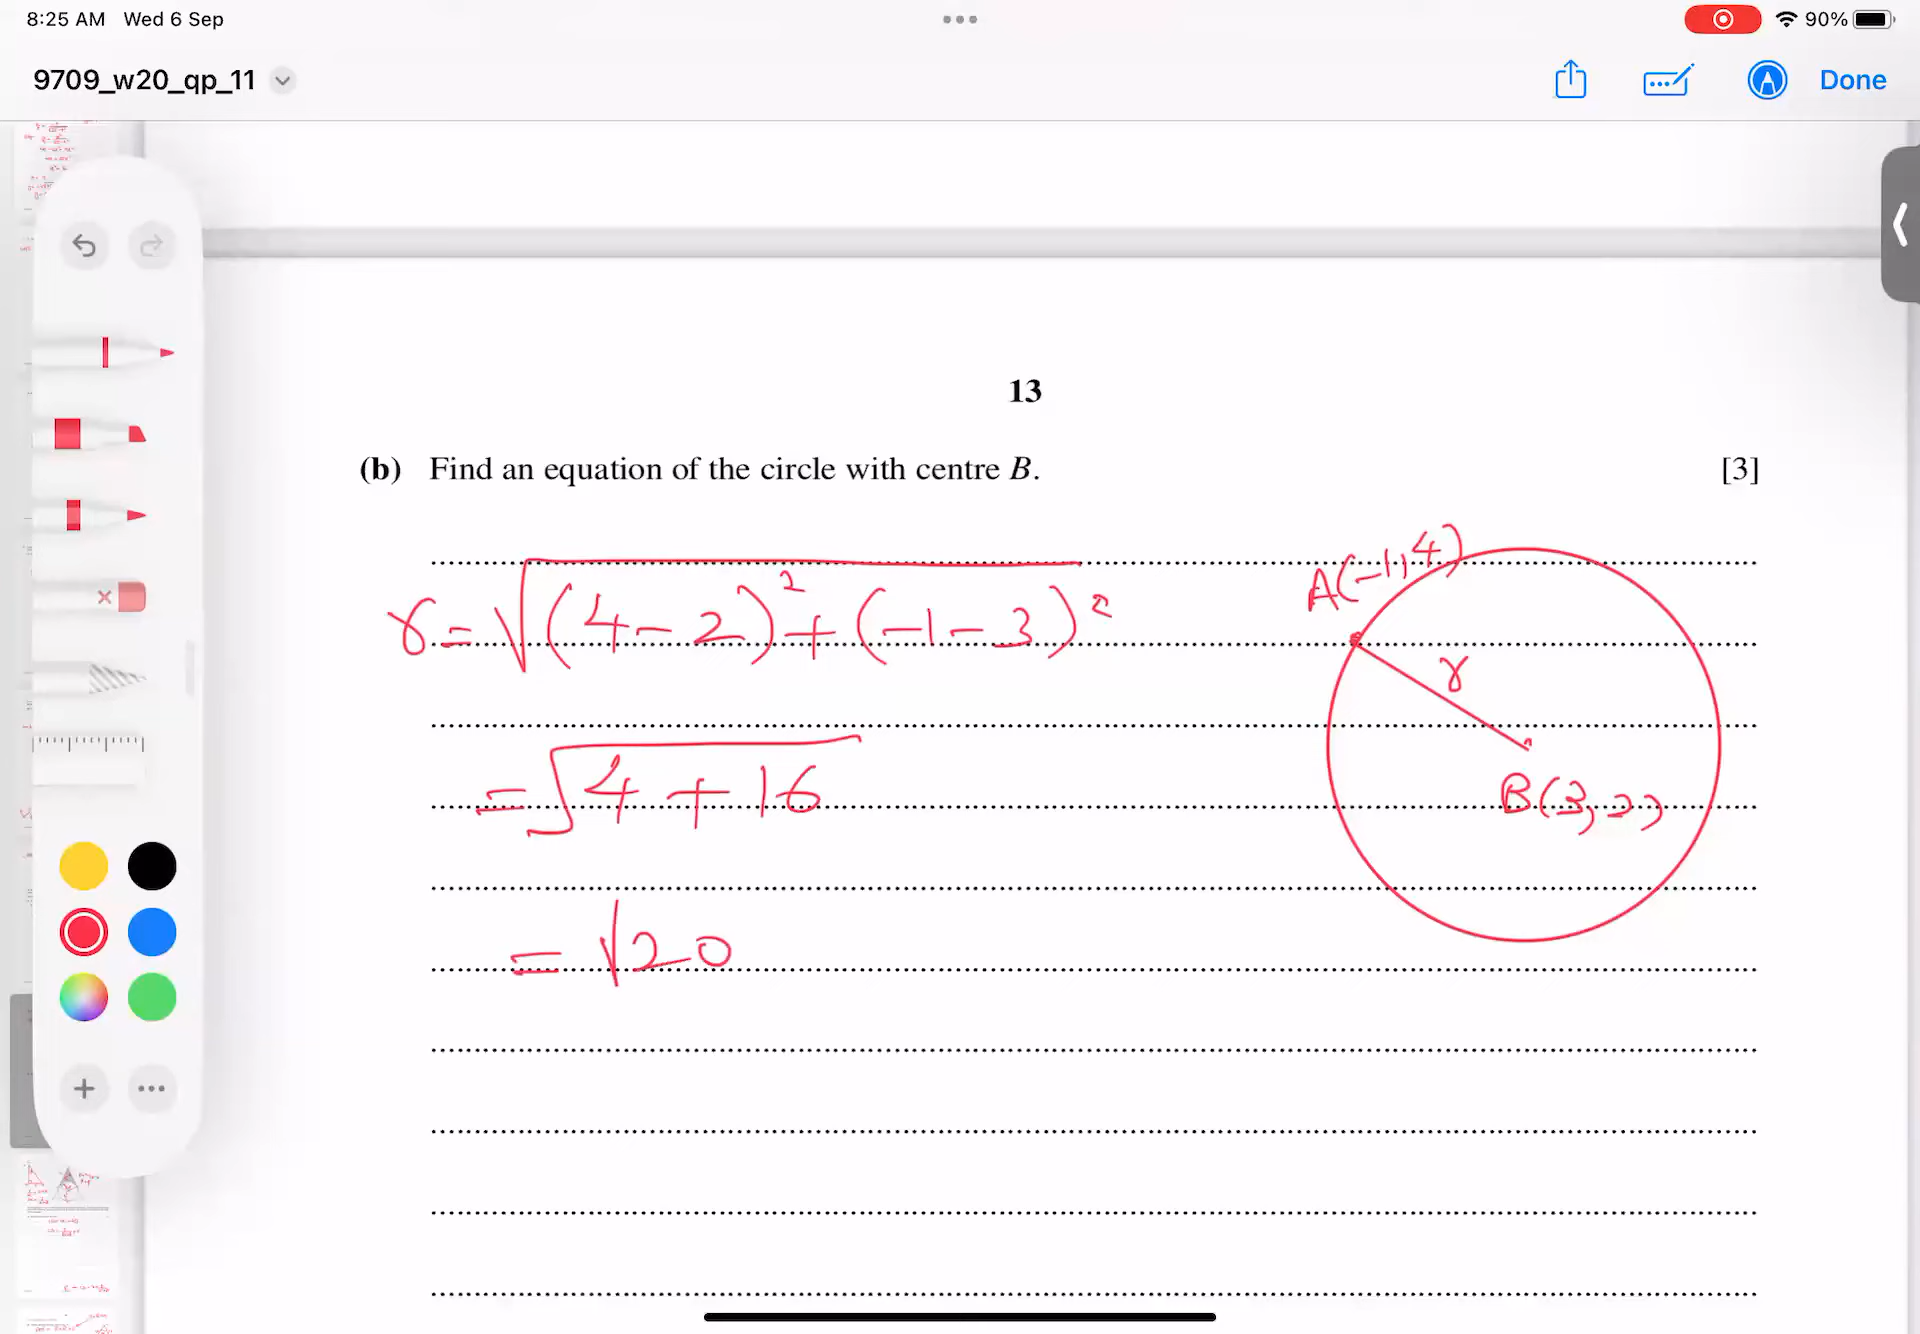 8:25 AM Wed 6 Sep
90%
9709_w20_qp_11
Done
13
(b) Find an equation of the circle with centre B. [3]
A(-1,4)
r = √(4-2)² + (-1-3)²
r
= √4 + 16
B(3,2)
= √20